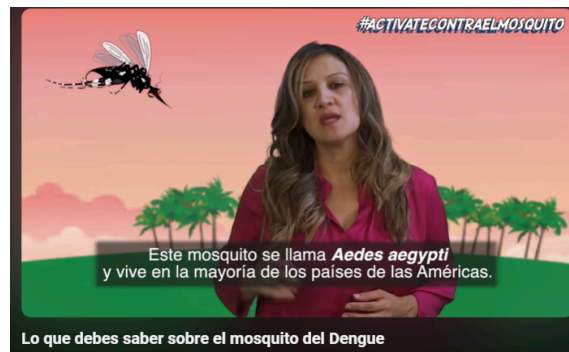 #ACTIVATECONTRAELMOSQUITO
Este mosquito se llama Aedes aegypti
y vive en la mayoría de los países de las Américas.
Lo que debes saber sobre el mosquito del Dengue